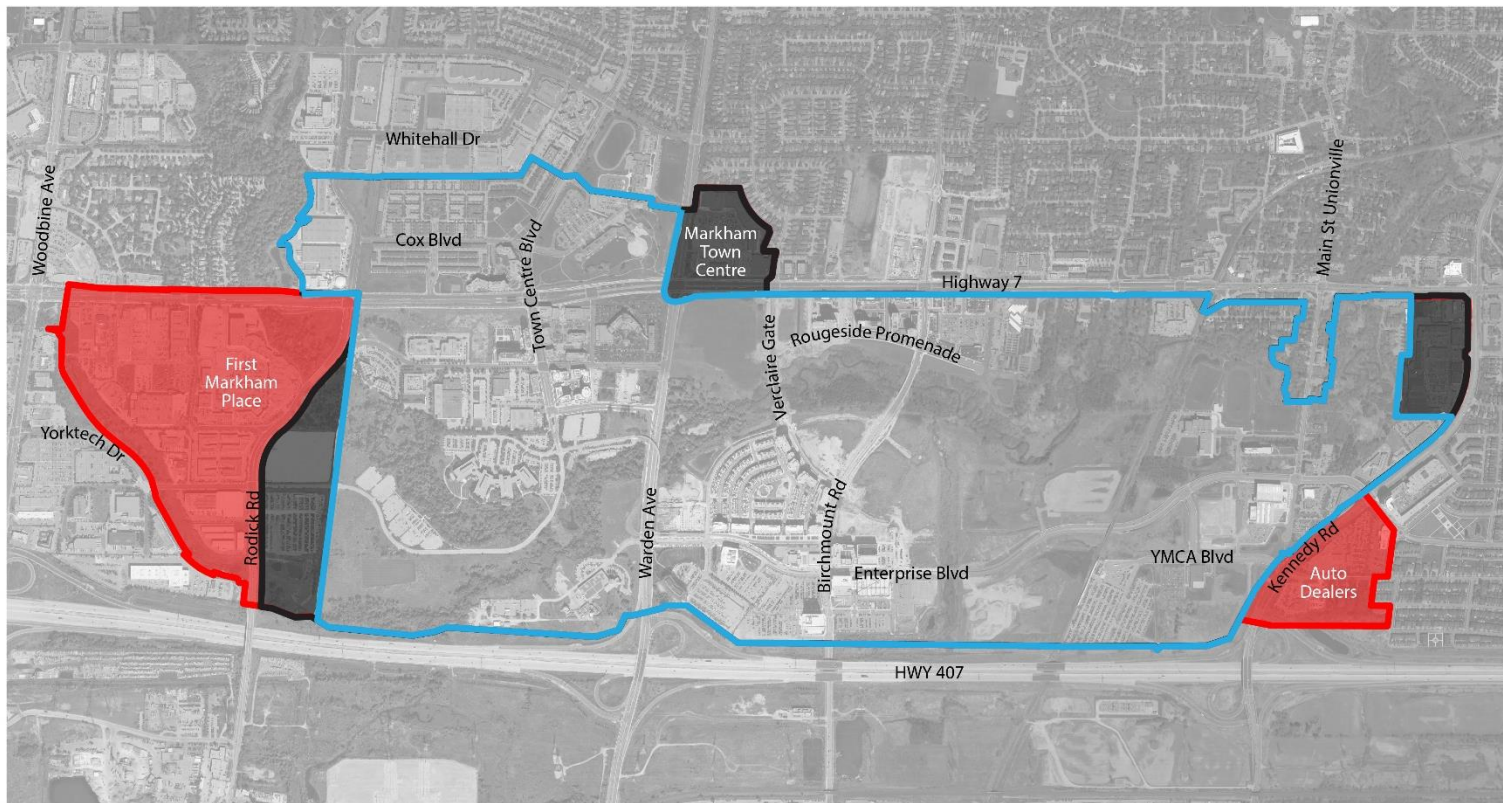 Whitehall Dr
Woodbine Ave
Main St Unionville
Cox Blvd
Town Centre Blvd
Markham
Town
Centre
Highway 7
Verclaire Gate
Rougeside Promenade
First
Markham
Place
Yorktech Dr
Rodick Rd
Warden Ave
Birchmount Rd
Enterprise Blvd
YMCA Blvd
Kennedy Rd
Auto
Dealers
HWY 407